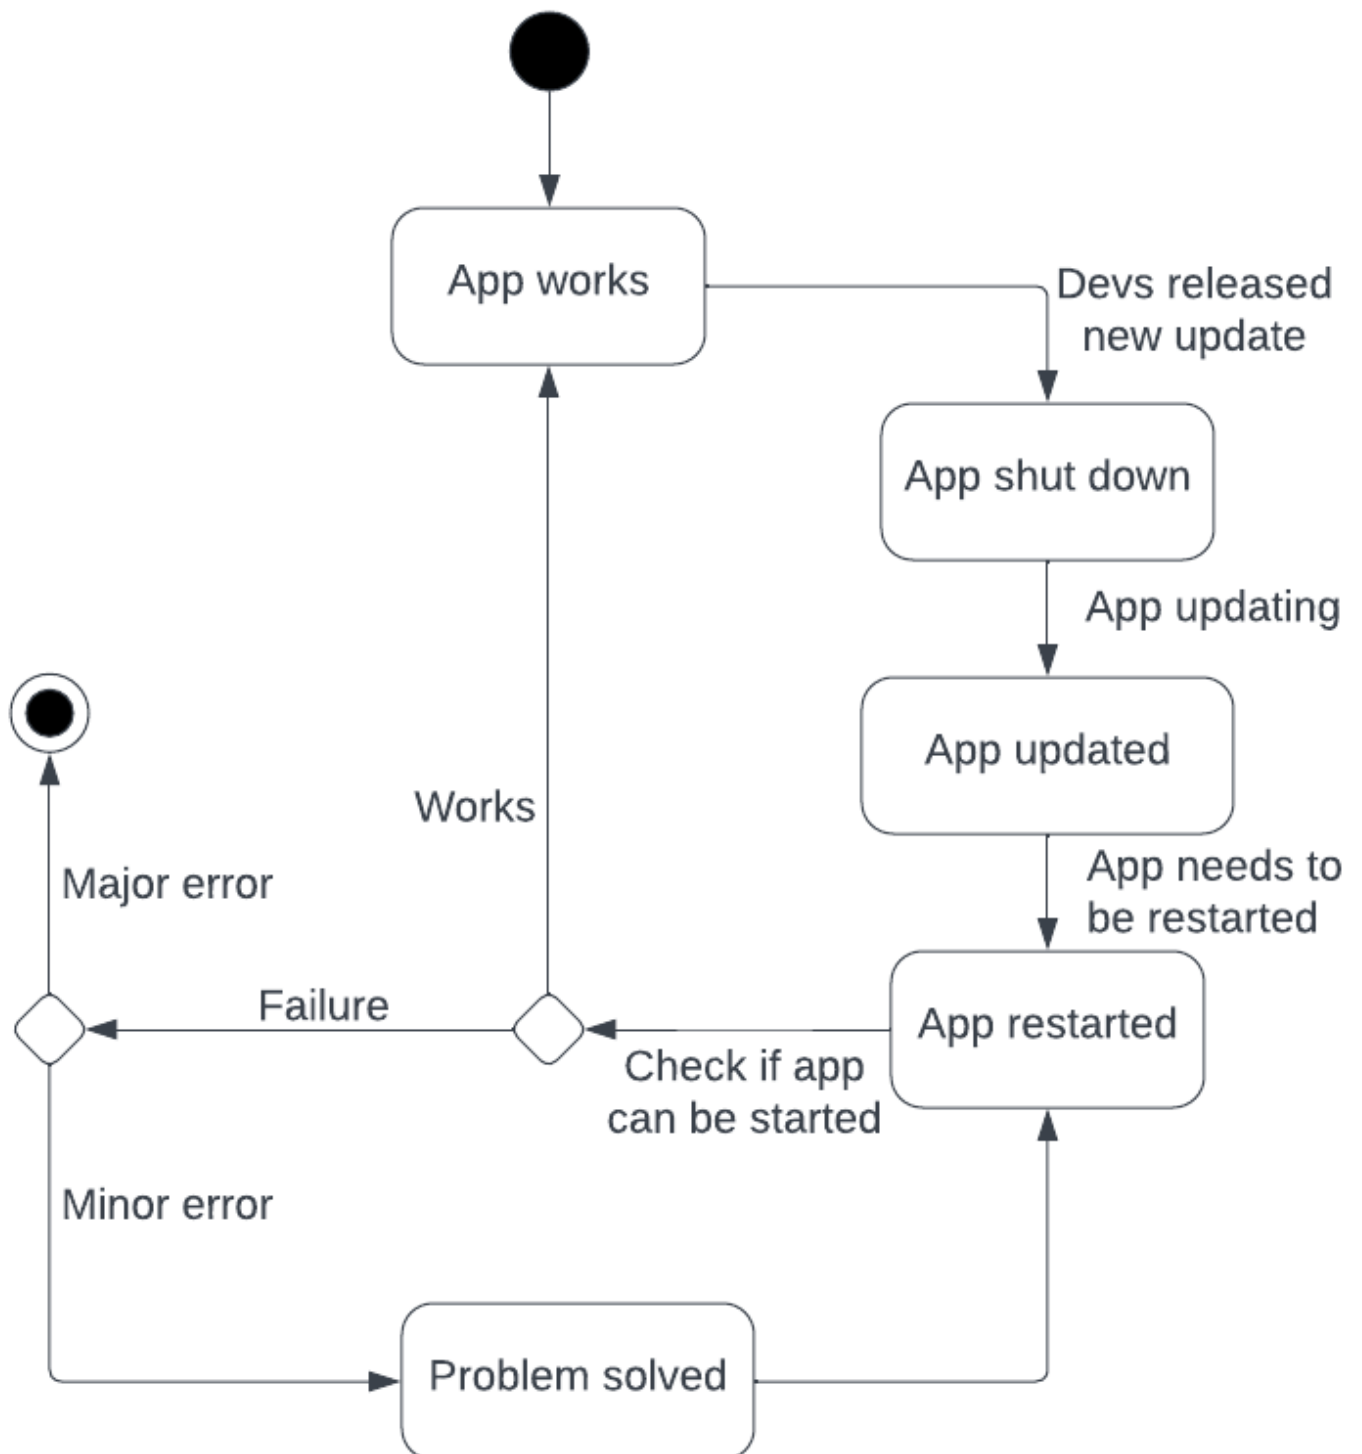 App works
Devs released
new update
App shut down
App updating
App updated
Works
Major error
App needs to
be restarted
Failure
App restarted
Check if app
can be started
Minor error
Problem solved